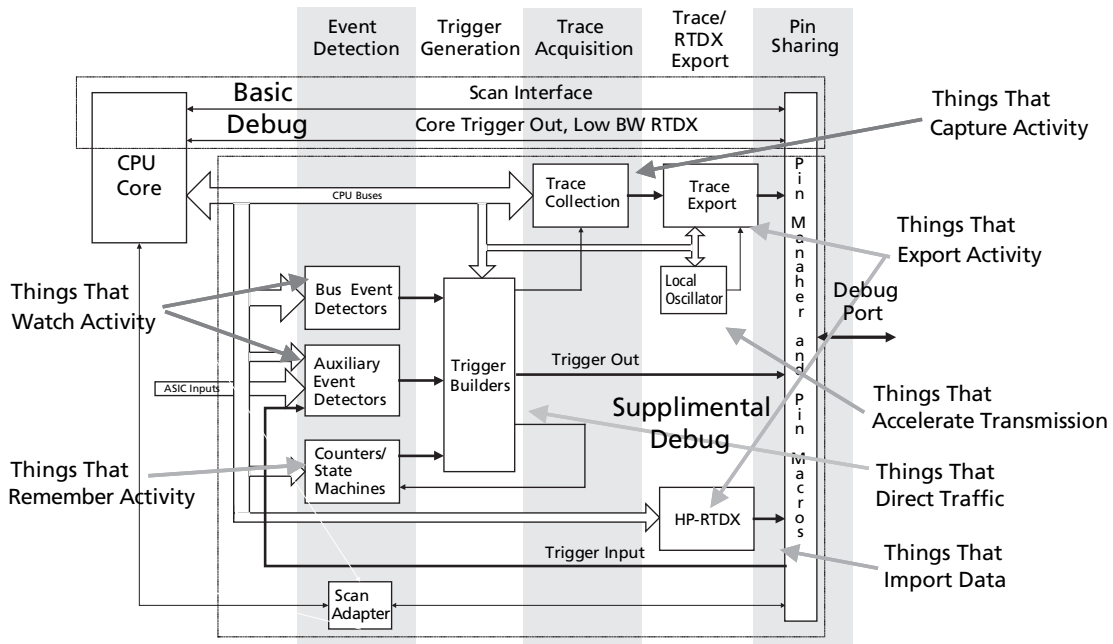 Event
Detection
Trigger
Generation
Trace
Acquisition
Trace/
RTDX
Export
Pin
Sharing
Basic
Debug
Scan Interface
Core Trigger Out, Low BW RTDX
CPU
Core
CPU Buses
Trace
Collection
Trace
Export
Local
Oscillator
Bus Event
Detectors
Auxiliary
Event
Detectors
ASIC Inputs
Counters/
State
Machines
Trigger
Builders
Trigger Out
Supplimental
Debug
HP-RTDX
Trigger Input
Scan
Adapter
Pin Manaher and Pin Macros
Debug
Port
Things That
Watch Activity
Things That
Remember Activity
Things That
Capture Activity
Things That
Export Activity
Things That
Accelerate Transmission
Things That
Direct Traffic
Things That
Import Data